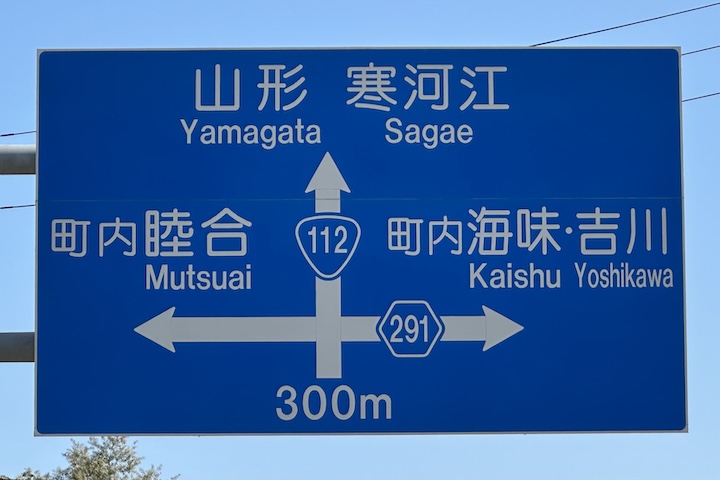 山形 寒河江
Yamagata Sagae
町内睦合
Mutsuai
112
町内海味・吉川
Kaishu Yoshikawa
291
300m